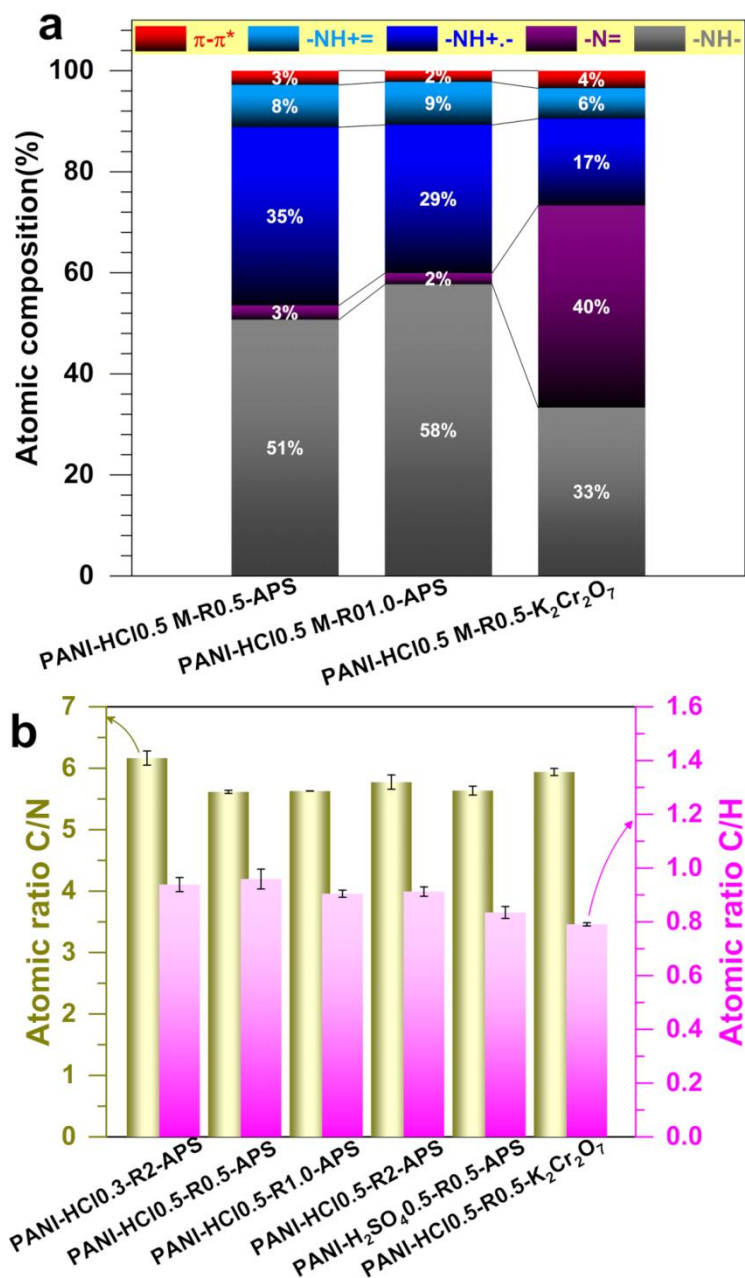 a
π-π* -NH+= -NH+.- -N= -NH-
Atomic composition(%)
100
80
60
40
20
0
3% 2% 4%
8% 9% 6%
35% 29% 17%
3% 2% 40%
51% 58% 33%
PANI-HCl0.5 M-R0.5-APS
PANI-HCl0.5 M-R01.0-APS
PANI-HCl0.5 M-R0.5-K₂Cr₂O₇
b
Atomic ratio C/N
7
6
5
4
3
2
1
0
Atomic ratio C/H
1.6
1.4
1.2
1.0
0.8
0.6
0.4
0.2
0.0
PANI-HCl0.3-R2-APS
PANI-HCl0.5-R0.5-APS
PANI-HCl0.5-R1.0-APS
PANI-HCl0.5-R2-APS
PANI-H₂SO₄0.5-R0.5-APS
PANI-HCl0.5-R0.5-K₂Cr₂O₇